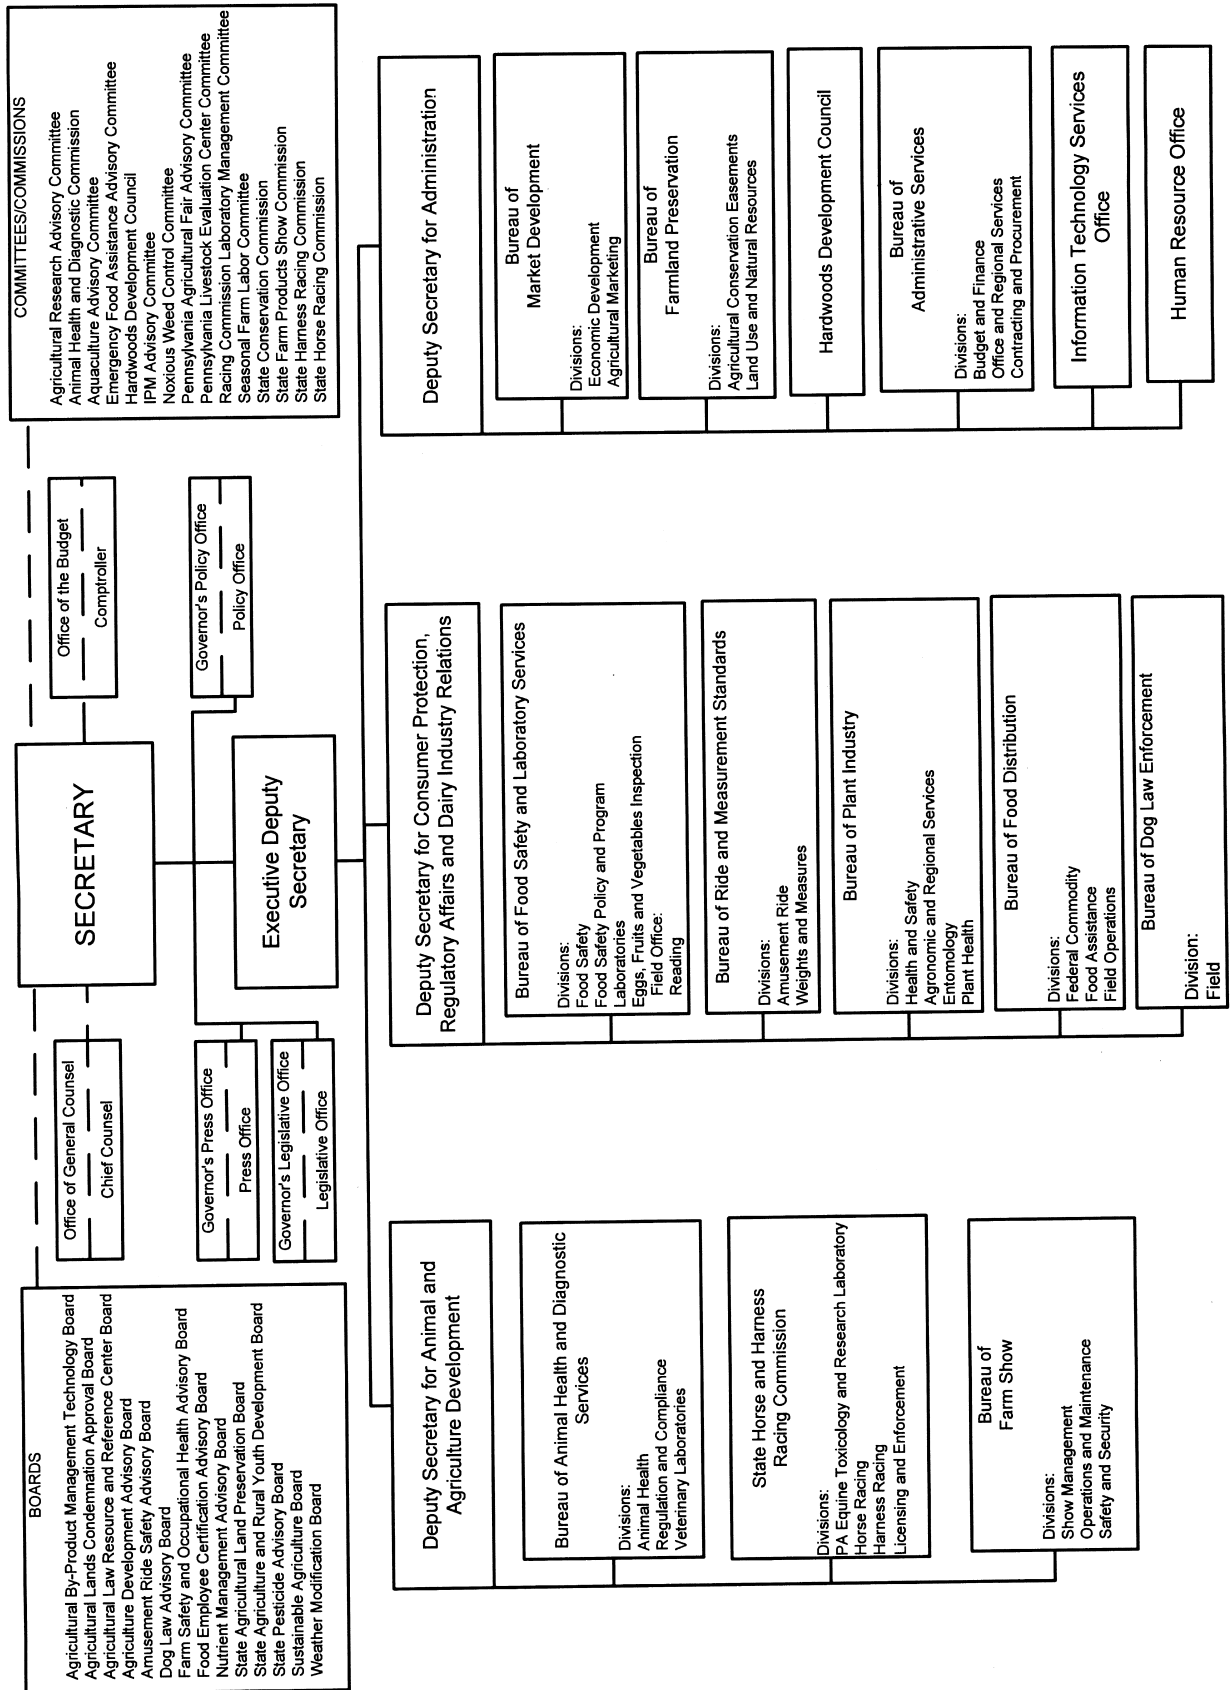 BOARDS
Agricultural By-Product Management Technology Board
Agricultural Lands Condemnation Approval Board
Agricultural Law Resource and Reference Center Board
Agriculture Development Advisory Board
Amusement Ride Safety Advisory Board
Dog Law Advisory Board
Farm Safety and Occupational Health Advisory Board
Food Employee Certification Advisory Board
Nutrient Management Advisory Board
State Agricultural Land Preservation Board
State Agriculture and Rural Youth Development Board
State Pesticide Advisory Board
Sustainable Agriculture Board
Weather Modification Board
Office of General Counsel
Chief Counsel
SECRETARY
Office of the Budget
Comptroller
COMMITTEES/COMMISSIONS
Agricultural Research Advisory Committee
Animal Health and Diagnostic Commission
Aquaculture Advisory Committee
Emergency Food Assistance Advisory Committee
Hardwoods Development Council
IPM Advisory Committee
Noxious Weed Control Committee
Pennsylvania Agricultural Fair Advisory Committee
Pennsylvania Livestock Evaluation Center Committee
Racing Commission Laboratory Management Committee
Seasonal Farm Labor Committee
State Conservation Commission
State Farm Products Show Commission
State Harness Racing Commission
State Horse Racing Commission
Governor's Press Office
Press Office
Governor's Legislative Office
Legislative Office
Governor's Policy Office
Policy Office
Executive Deputy
Secretary
Deputy Secretary for Animal and
Agriculture Development
Bureau of Animal Health and Diagnostic
Services
Divisions:
Animal Health
Regulation and Compliance
Veterinary Laboratories
State Horse and Harness
Racing Commission
Divisions:
PA Equine Toxicology and Research Laboratory
Horse Racing
Harness Racing
Licensing and Enforcement
Bureau of
Farm Show
Divisions:
Show Management
Operations and Maintenance
Safety and Security
Deputy Secretary for Consumer Protection,
Regulatory Affairs and Dairy Industry Relations
Bureau of Food Safety and Laboratory Services
Divisions:
Food Safety
Food Safety Policy and Program
Laboratories
Eggs, Fruits and Vegetables Inspection
Field Office:
Reading
Bureau of Ride and Measurement Standards
Divisions:
Amusement Ride
Weights and Measures
Bureau of Plant Industry
Divisions:
Health and Safety
Agronomic and Regional Services
Entomology
Plant Health
Bureau of Food Distribution
Divisions:
Federal Commodity
Food Assistance
Field Operations
Bureau of Dog Law Enforcement
Division:
Field
Deputy Secretary for Administration
Bureau of
Market Development
Divisions:
Economic Development
Agricultural Marketing
Bureau of
Farmland Preservation
Divisions:
Agricultural Conservation Easements
Land Use and Natural Resources
Hardwoods Development Council
Bureau of
Administrative Services
Divisions:
Budget and Finance
Office and Regional Services
Contracting and Procurement
Information Technology Services
Office
Human Resource Office